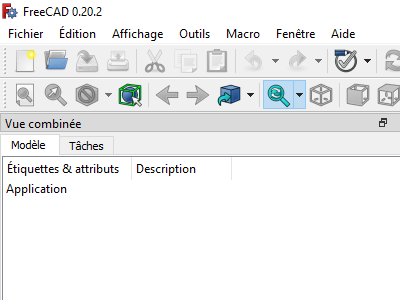 FreeCAD 0.20.2
Fichier Édition Affichage Outils Macro Fenêtre Aide
Vue combinée
Modèle Tâches
Étiquettes & attributs Description
Application